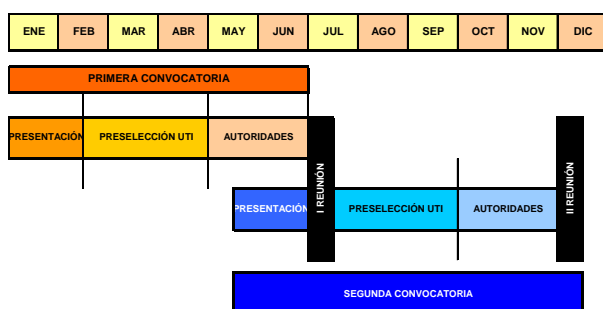 ENE FEB MAR ABR MAY JUN JUL AGO SEP OCT NOV DIC
PRIMERA CONVOCATORIA
PRESENTACIÓN PRESELECCIÓN UTI AUTORIDADES
I REUNIÓN
II REUNIÓN
PRESENTACIÓN PRESELECCIÓN UTI AUTORIDADES
SEGUNDA CONVOCATORIA